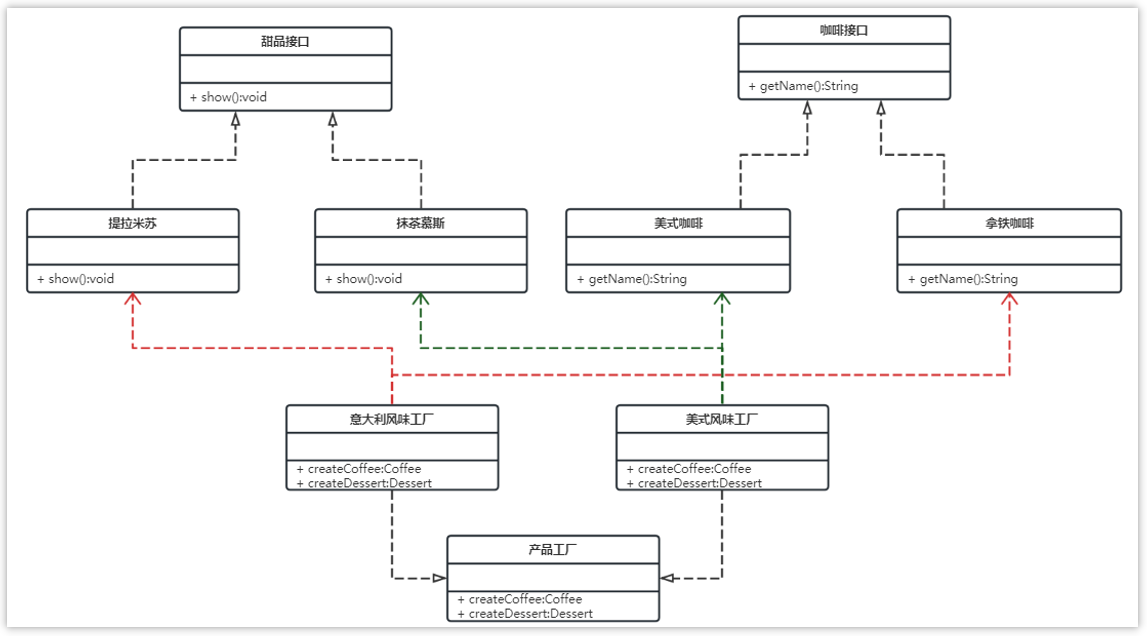 甜品接口
+ show():void
咖啡接口
+ getName():String
提拉米苏
+ show():void
抹茶慕斯
+ show():void
美式咖啡
+ getName():String
拿铁咖啡
+ getName():String
意大利风味工厂
+ createCoffee:Coffee
+ createDessert:Dessert
美式风味工厂
+ createCoffee:Coffee
+ createDessert:Dessert
产品工厂
+ createCoffee:Coffee
+ createDessert:Dessert